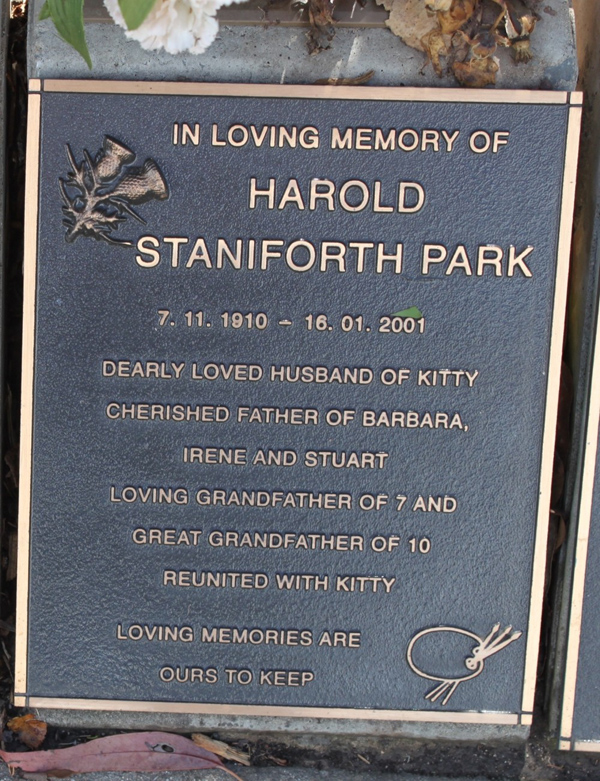 IN LOVING MEMORY OF
HAROLD
STANIFORTH PARK
7. 11. 1910 – 16. 01. 2001
DEARLY LOVED HUSBAND OF KITTY
CHERISHED FATHER OF BARBARA,
IRENE AND STUART
LOVING GRANDFATHER OF 7 AND
GREAT GRANDFATHER OF 10
REUNITED WITH KITTY
LOVING MEMORIES ARE
OURS TO KEEP